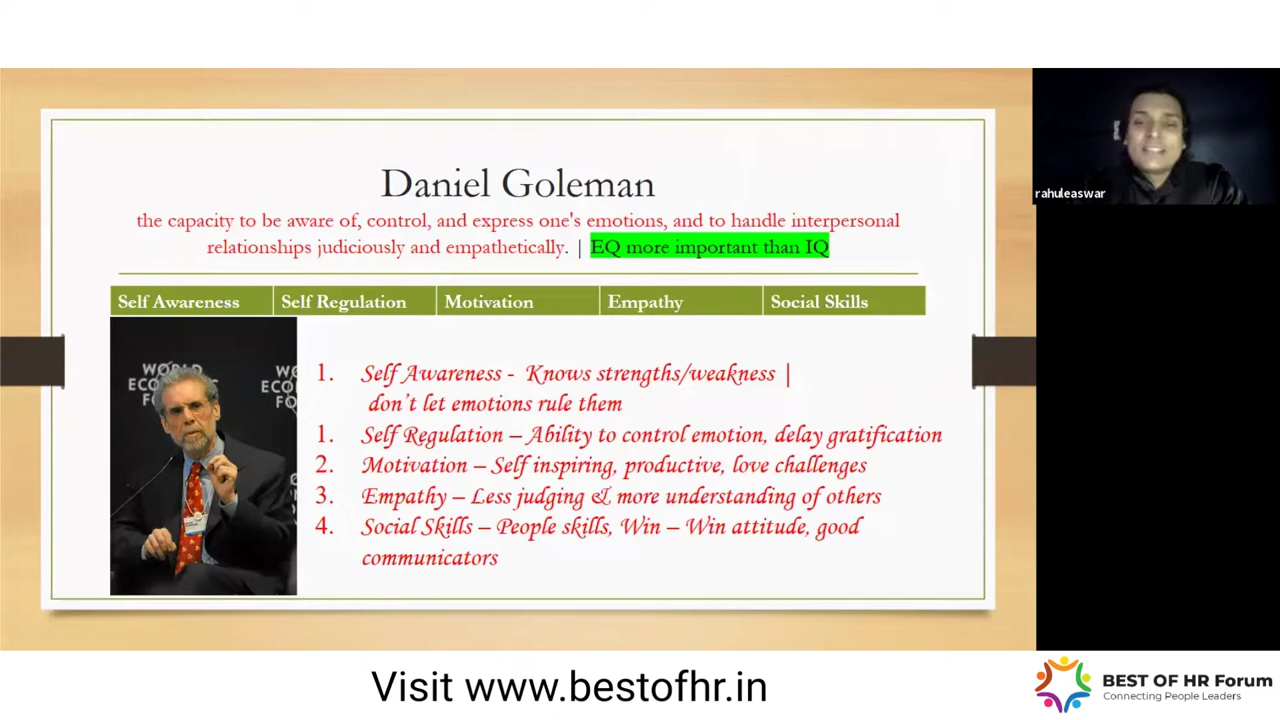 Daniel Goleman
the capacity to be aware of, control, and express one's emotions, and to handle interpersonal
relationships judiciously and empathetically. | EQ more important than IQ
Self Awareness
Self Regulation
Motivation
Empathy
Social Skills
WORLD
1. Self Awareness - Knows strengths/weakness |
don't let emotions rule them
1. Self Regulation – Ability to control emotion, delay gratification
2. Motivation – Self inspiring, productive, love challenges
3. Empathy – Less judging & more understanding of others
4. Social Skills – People skills, Win – Win attitude, good
communicators
rahuleaswar
Visit www.bestofhr.in
BEST OF HR Forum
Connecting People Leaders